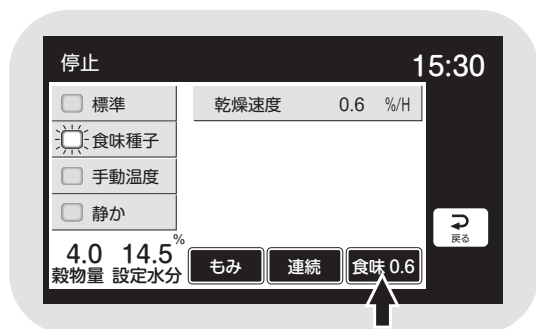 停止 15:30
標準
乾燥速度 0.6 %/H
食味種子
手動温度
静か
戻る
4.0 14.5%
穀物量 設定水分
もみ 連続 食味 0.6